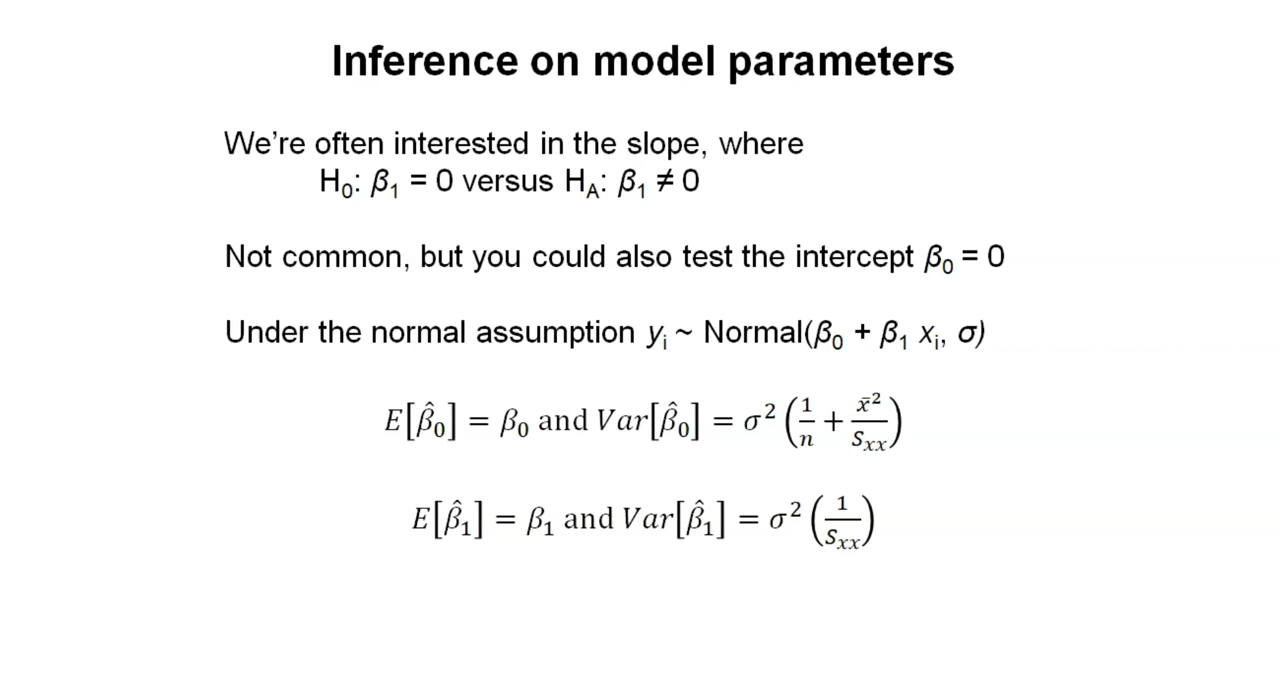 Inference on model parameters
We're often interested in the slope, where
H₀: β₁ = 0 versus Hᴀ: β₁ ≠ 0
Not common, but you could also test the intercept β₀ = 0
Under the normal assumption yᵢ ~ Normal(β₀ + β₁ xᵢ, σ)
E[β̂₀] = β₀ and Var[β̂₀] = σ² (1/n + x̄²/Sₓₓ)
E[β̂₁] = β₁ and Var[β̂₁] = σ² (1/Sₓₓ)